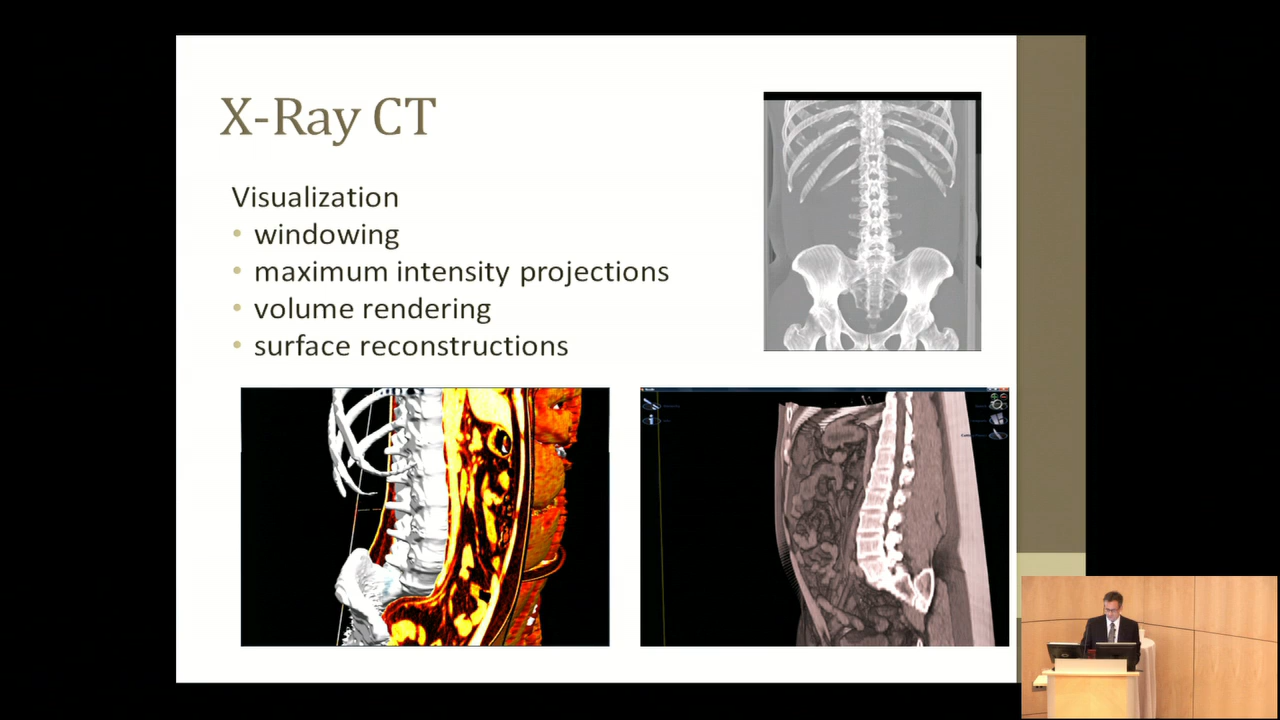 X-Ray CT
Visualization
• windowing
• maximum intensity projections
• volume rendering
• surface reconstructions